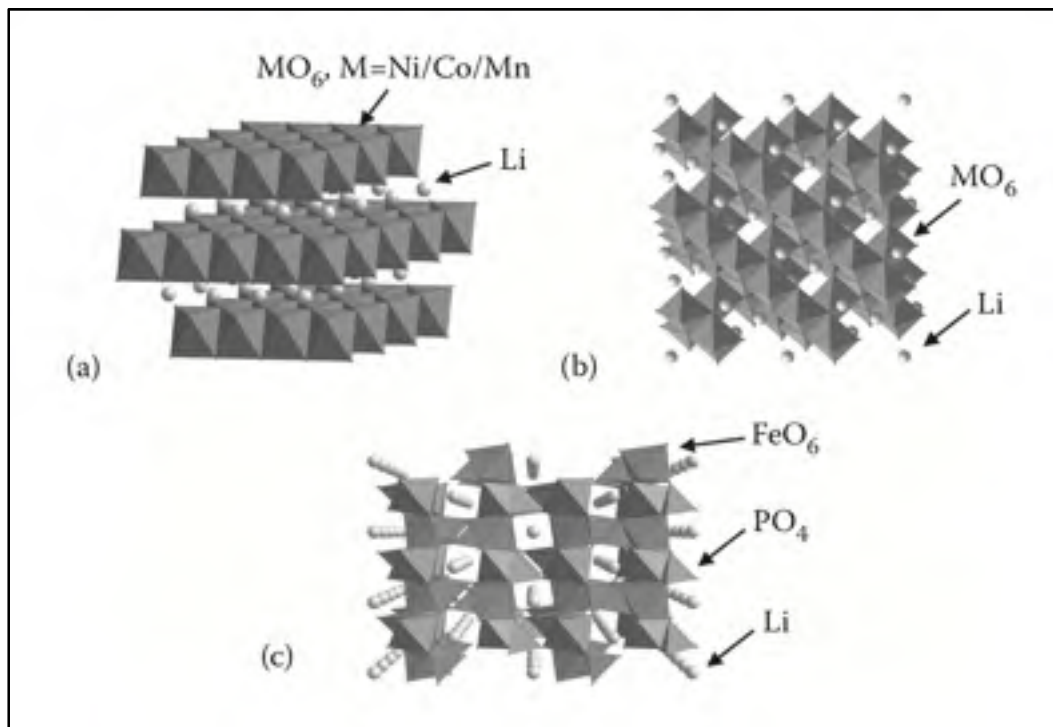 MO₆, M=Ni/Co/Mn
Li
(a)
MO₆
Li
(b)
FeO₆
PO₄
Li
(c)